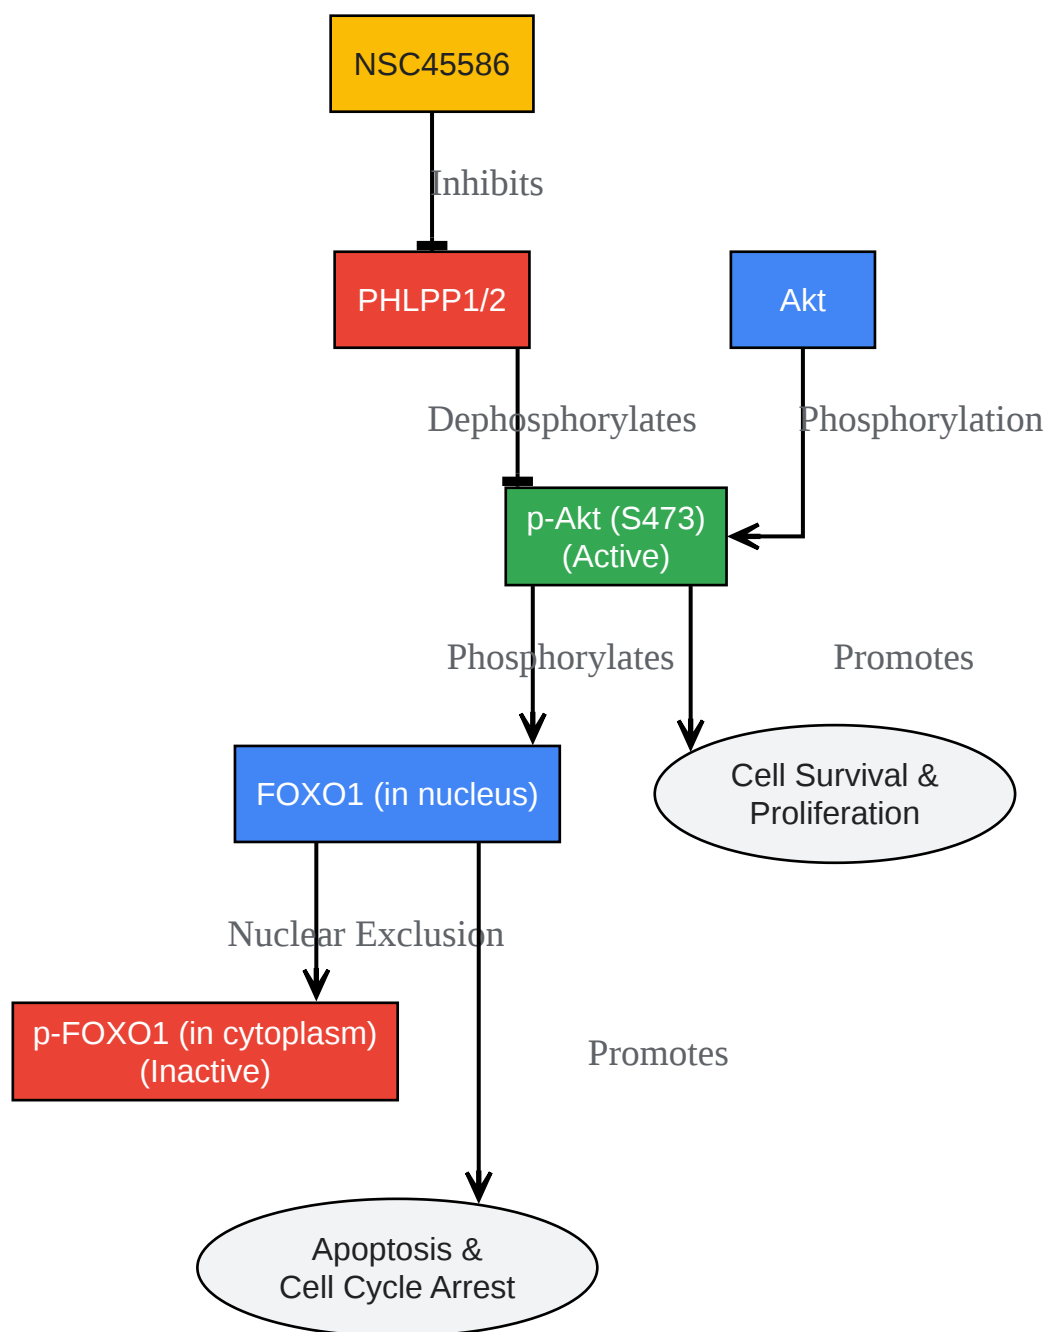 NSC45586
Inhibits
PHLPP1/2
Akt
Dephosphorylates
Phosphorylation
p-Akt (S473)
(Active)
Phosphorylates
Promotes
FOXO1 (in nucleus)
Cell Survival &
Proliferation
Nuclear Exclusion
p-FOXO1 (in cytoplasm)
(Inactive)
Promotes
Apoptosis &
Cell Cycle Arrest